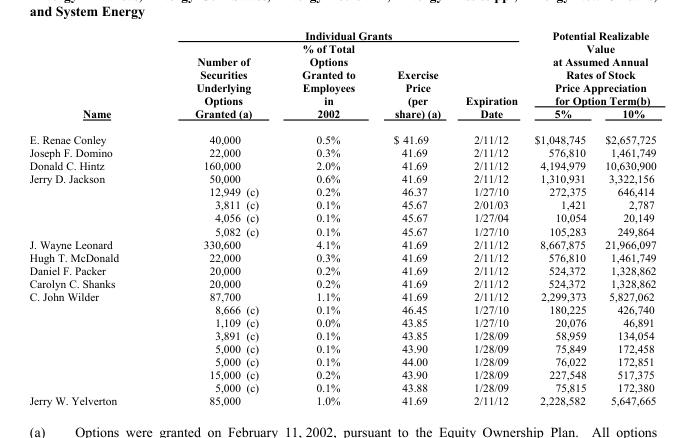 and System Energy
Individual Grants Potential Realizable
% of Total Value
Number of Options at Assumed Annual
Securities Granted to Exercise Rates of Stock
Underlying Employees Price Price Appreciation
Options in (per Expiration for Option Term(b)
Name Granted (a) 2002 share) (a) Date 5% 10%
E. Renae Conley 40,000 0.5% $ 41.69 2/11/12 $1,048,745 $2,657,725
Joseph F. Domino 22,000 0.3% 41.69 2/11/12 576,810 1,461,749
Donald C. Hintz 160,000 2.0% 41.69 2/11/12 4,194,979 10,630,900
Jerry D. Jackson 50,000 0.6% 41.69 2/11/12 1,310,931 3,322,156
12,949 (c) 0.2% 46.37 1/27/10 272,375 646,414
3,811 (c) 0.1% 45.67 2/01/03 1,421 2,787
4,056 (c) 0.1% 45.67 1/27/04 10,054 20,149
5,082 (c) 0.1% 45.67 1/27/10 105,283 249,864
J. Wayne Leonard 330,600 4.1% 41.69 2/11/12 8,667,875 21,966,097
Hugh T. McDonald 22,000 0.3% 41.69 2/11/12 576,810 1,461,749
Daniel F. Packer 20,000 0.2% 41.69 2/11/12 524,372 1,328,862
Carolyn C. Shanks 20,000 0.2% 41.69 2/11/12 524,372 1,328,862
C. John Wilder 87,700 1.1% 41.69 2/11/12 2,299,373 5,827,062
8,666 (c) 0.1% 46.45 1/27/10 180,225 426,740
1,109 (c) 0.0% 43.85 1/27/10 20,076 46,891
3,891 (c) 0.1% 43.85 1/28/09 58,959 134,054
5,000 (c) 0.1% 43.90 1/28/09 75,849 172,458
5,000 (c) 0.1% 44.00 1/28/09 76,022 172,851
15,000 (c) 0.2% 43.90 1/28/09 227,548 517,375
5,000 (c) 0.1% 43.88 1/28/09 75,815 172,380
Jerry W. Yelverton 85,000 1.0% 41.69 2/11/12 2,228,582 5,647,665
(a) Options were granted on February 11, 2002, pursuant to the Equity Ownership Plan. All options